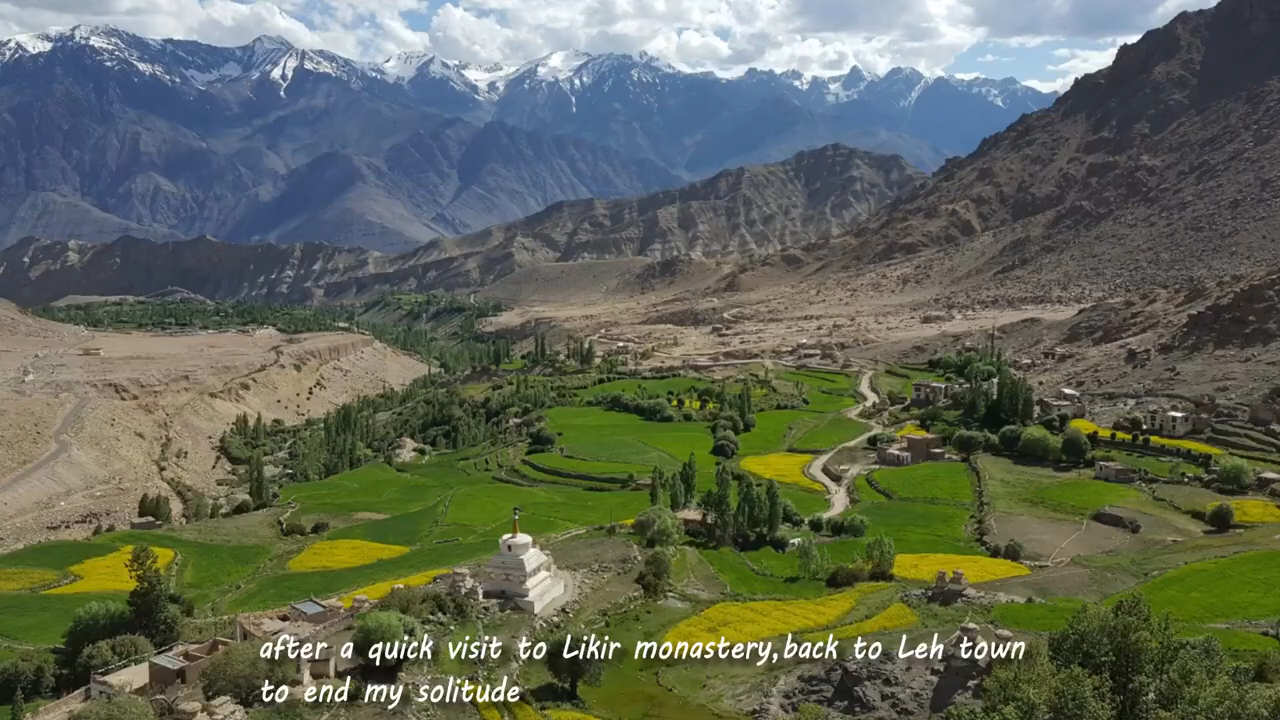 after a quick visit to Likir monastery,back to Leh town
to end my solitude